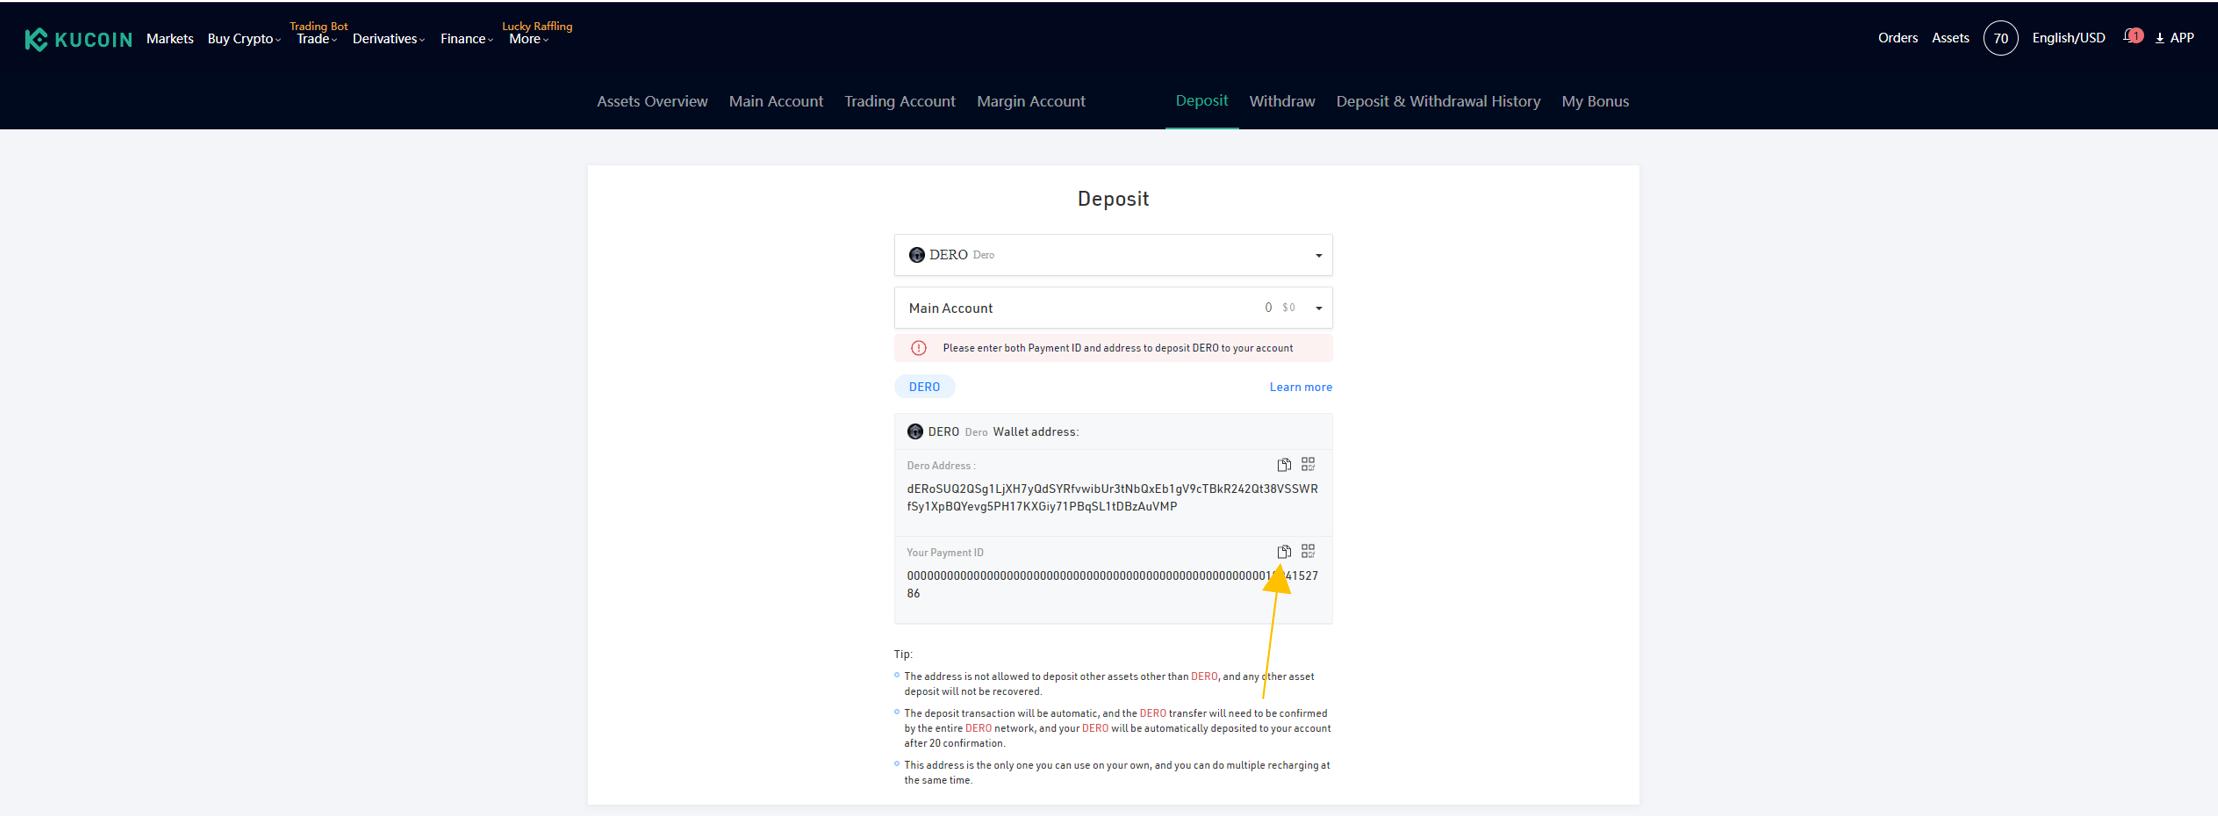 Trading Bot
Lucky Raffling
KUCOIN Markets Buy Crypto Trade Derivatives Finance More Orders Assets 70 English/USD 1 APP
Assets Overview Main Account Trading Account Margin Account Deposit Withdraw Deposit & Withdrawal History My Bonus
Deposit
DERO Dero
Main Account 0 $0
Please enter both Payment ID and address to deposit DERO to your account
DERO Learn more
DERO Dero Wallet address:
Dero Address :
dERoSUQ2QSg1LjXH7yQdSYRfvwibUr3tNbQxEb1gV9cTBkR242Qt38VSSWR
fSy1XpBQYevg5PH17KXGiy71PBqSL1tDBzAuVMP
Your Payment ID
86
Tip:
The address is not allowed to deposit other assets other than DERO, and any other asset
deposit will not be recovered.
The deposit transaction will be automatic, and the DERO transfer will need to be confirmed
by the entire DERO network, and your DERO will be automatically deposited to your account
after 20 confirmation.
This address is the only one you can use on your own, and you can do multiple recharging at
the same time.